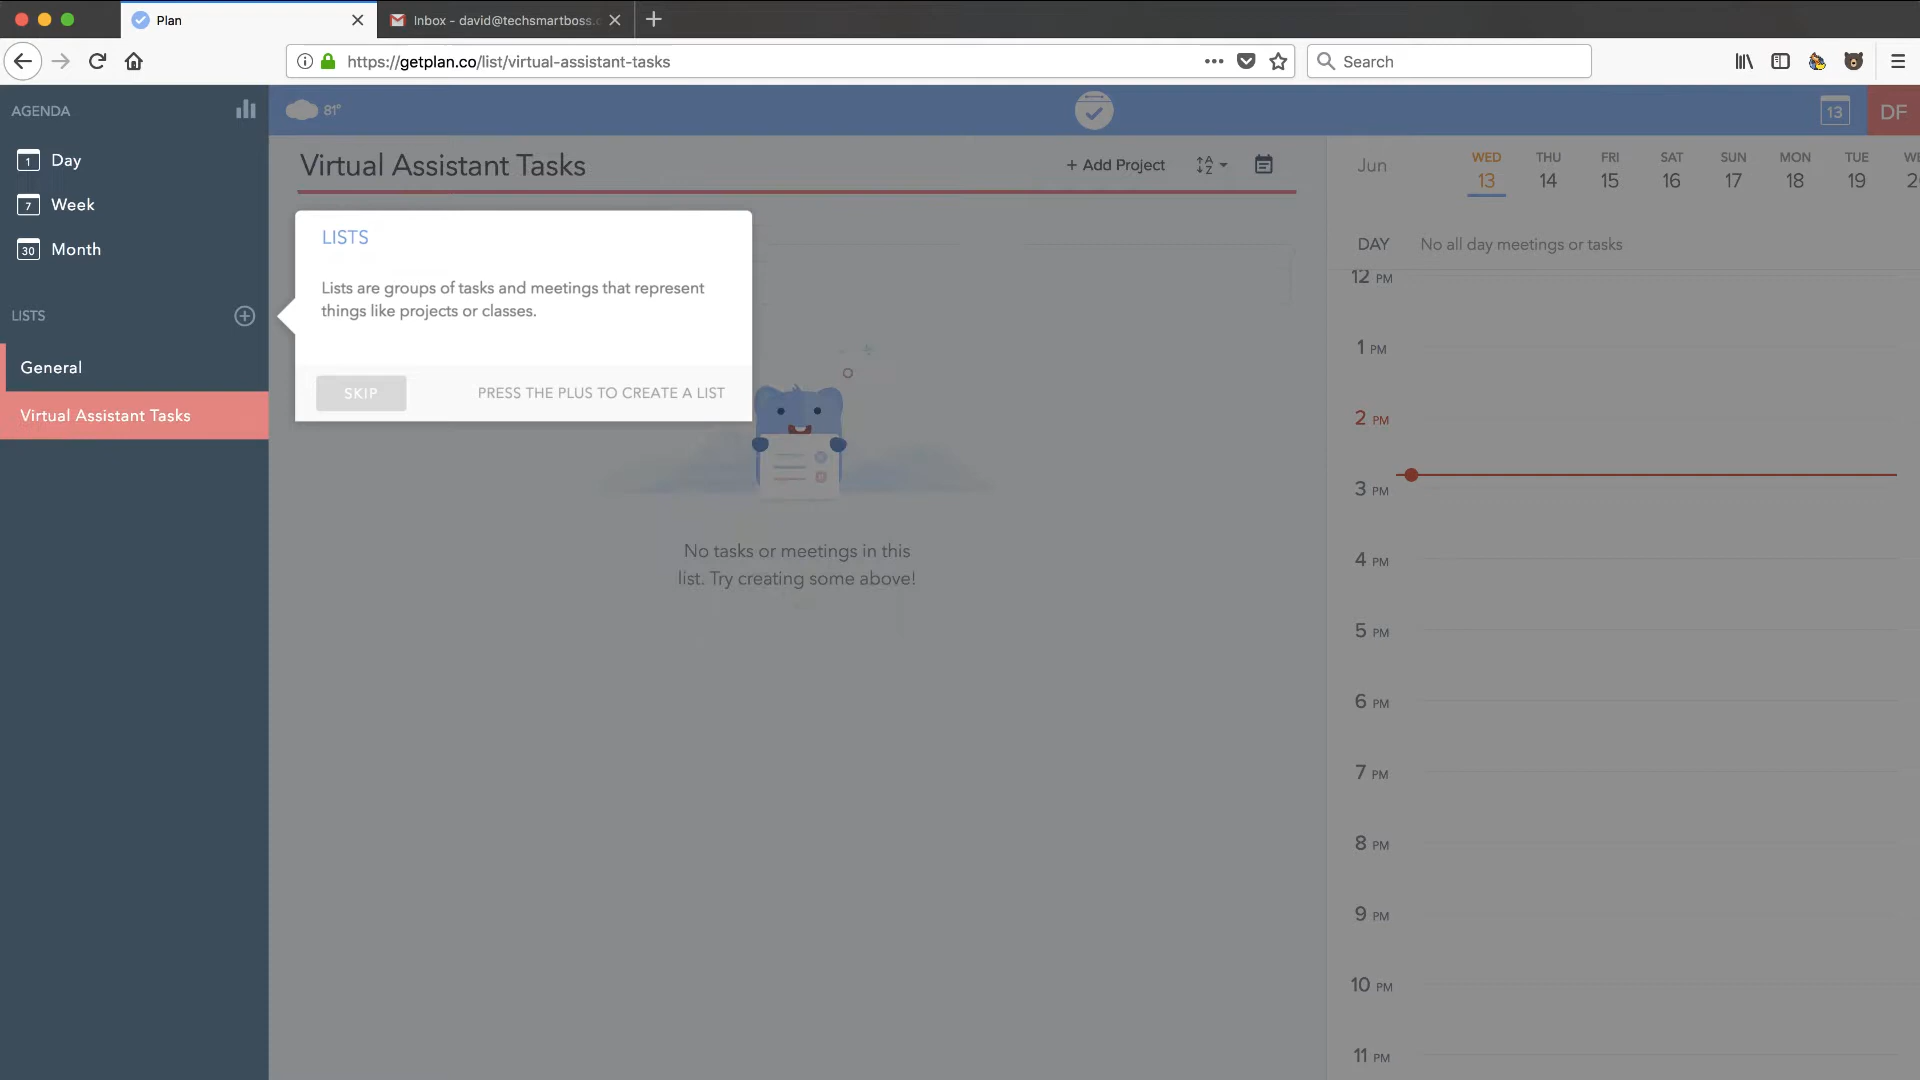 Plan
Inbox - david@techsmartboss.c
https://getplan.co/list/virtual-assistant-tasks
Search
AGENDA
81°
13
DF
1 Day
7 Week
30 Month
LISTS
General
Virtual Assistant Tasks
Virtual Assistant Tasks
+ Add Project
A
Z
LISTS
Lists are groups of tasks and meetings that represent
things like projects or classes.
SKIP
PRESS THE PLUS TO CREATE A LIST
No tasks or meetings in this
list. Try creating some above!
Jun
WED THU FRI SAT SUN MON TUE WE
13 14 15 16 17 18 19 2
DAY No all day meetings or tasks
12 PM
1 PM
2 PM
3 PM
4 PM
5 PM
6 PM
7 PM
8 PM
9 PM
10 PM
11 PM